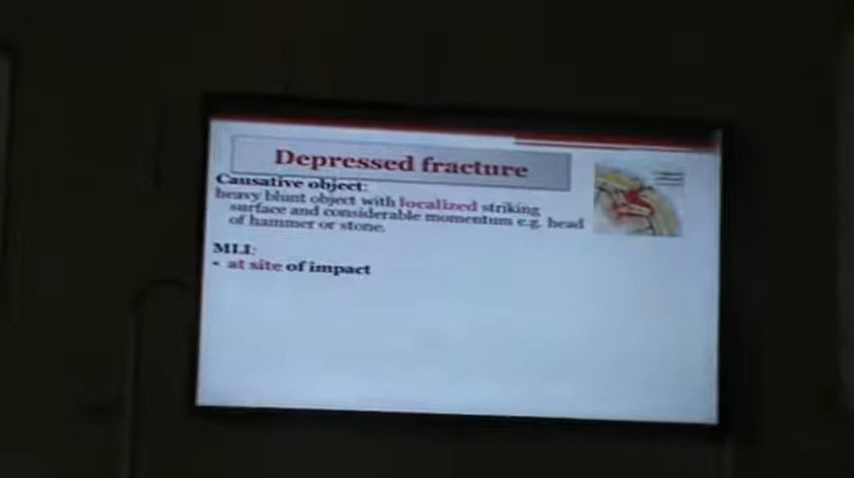 Depressed fracture
Causative object:
heavy blunt object with localized striking
surface and considerable momentum e.g. head
of hammer or stone.
MLI:
• at site of impact